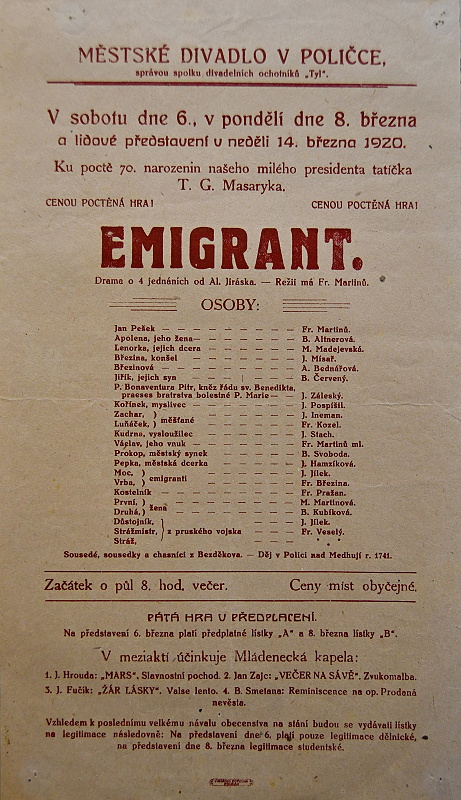 MĚSTSKÉ DIVADLO V POLIČCE,
správou spolku divadelních ochotníků „Tyl“.
V sobotu dne 6., v pondělí dne 8. března
a lidové představení v neděli 14. března 1920.
Ku poctě 70. narozenin našeho milého presidenta tatíčka
T. G. Masaryka.
CENOU POCTĚNÁ HRA! CENOU POCTĚNÁ HRA!
EMIGRANT.
Drama o 4 jednáních od Al. Jiráska. — Režii má Fr. Martinů.
OSOBY:
Jan Pešek — Fr. Martinů.
Apolena, jeho žena — B. Altnerová.
Lenorka, jejich dcera — M. Madejevská.
Březina, konšel — J. Mísař.
Březinová — A. Bednářová.
Jiřík, jejich syn — B. Červený.
P. Bonaventura Pitr, kněz řádu sv. Benedikta,
praeses bratrstva bolestné P. Marie — J. Záleský.
Kořínek, myslivec — J. Pospíšil.
Zachar, } měšťané — J. Ineman.
Luňáček, } Fr. Kozel.
Kudrna, vysloužilec — J. Stach.
Václav, jeho vnuk — Fr. Martinů ml.
Prokop, městský synek — B. Svoboda.
Pepka, městská dcerka — J. Hamzíková.
Moc, } emigranti — J. Jílek.
Vrba, } Fr. Březina.
Kostelník — Fr. Pražan.
První, } žena — M. Martinová.
Druhá, } B. Kubíková.
Důstojník, } J. Jílek.
Strážmistr, } z pruského vojska — Fr. Veselý.
Stráž, } * * *
Sousedé, sousedky a chasníci z Bezděkova. — Děj v Polici nad Medhují r. 1741.
Začátek o půl 8. hod. večer. Ceny míst obyčejné.
PÁTÁ HRA V PŘEDPLACENÍ.
Na představení 6. března platí předplatné lístky „A“ a 8. března lístky „B“.
V meziaktí účinkuje Mládenecká kapela:
1. J. Hrouda: „MARS“. Slavnostní pochod. 2. Jan Zajc: „VEČER NA SÁVĚ“. Zvukomalba.
3. J. Fučík: „ŽÁR LÁSKY“. Valse lento. 4. B. Smetana: Reminiscence na op. Prodaná
nevěsta.
Vzhledem k poslednímu velkému návalu obecenstva na stání budou se vydávati lístky
na legitimace následovně: Na představení dne 6. platí pouze legitimace dělnické,
na představení dne 8. března legitimace studentské.